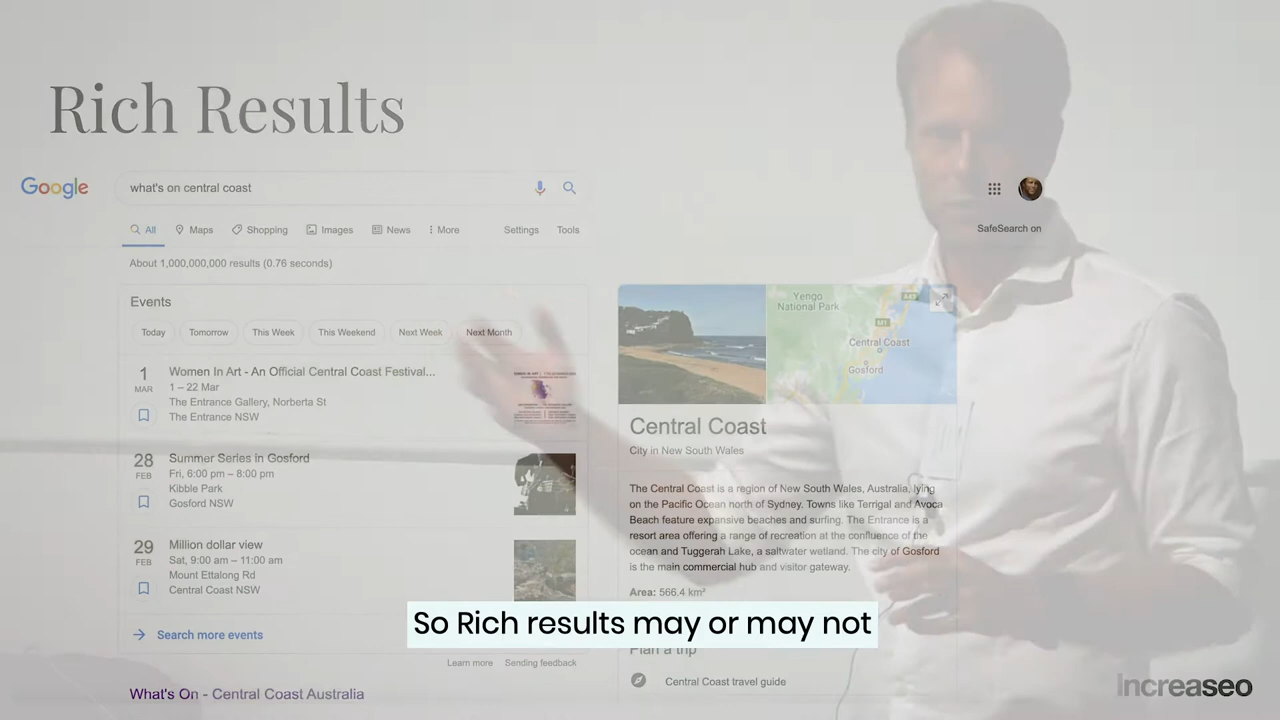 Rich Results
Google
what's on central coast
SafeSearch on
All
Maps
Shopping
Images
News
More
Settings
Tools
About 1,000,000,000 results (0.76 seconds)
Events
Today
Tomorrow
This Week
This Weekend
Next Week
Next Month
1
MAR
Women In Art - An Official Central Coast Festival...
1 – 22 Mar
The Entrance Gallery, Norberta St
The Entrance NSW
28
FEB
Summer Series in Gosford
Fri, 6:00 pm – 8:00 pm
Kibble Park
Gosford NSW
29
FEB
Million dollar view
Sat, 9:00 am – 11:00 am
Mount Ettalong Rd
Central Coast NSW
Search more events
Learn more
Sending feedback
What's On - Central Coast Australia
Yengo
National Park
A43
M1
Central Coast
Gosford
Central Coast
City in New South Wales
The Central Coast is a region of New South Wales, Australia, lying
on the Pacific Ocean north of Sydney. Towns like Terrigal and Avoca
Beach feature expansive beaches and surfing. The Entrance is a
resort area offering a range of recreation at the confluence of the
ocean and Tuggerah Lake, a saltwater wetland. The city of Gosford
is the main commercial hub and visitor gateway.
Area: 566.4 km²
Plan a trip
Central Coast travel guide
So Rich results may or may not
increaseo